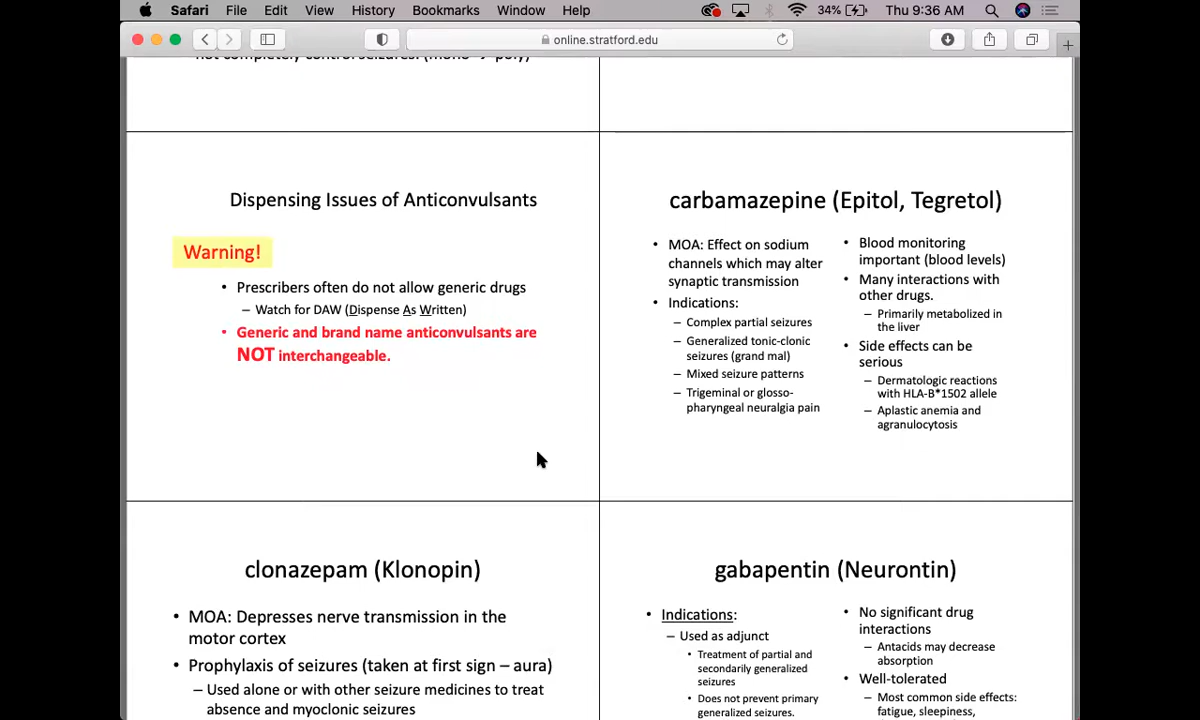 Safari File Edit View History Bookmarks Window Help 34% Thu 9:36 AM
online.stratford.edu
not completely control seizures. (mono → poly)
Dispensing Issues of Anticonvulsants
Warning!
• Prescribers often do not allow generic drugs
– Watch for DAW (Dispense As Written)
• Generic and brand name anticonvulsants are
NOT interchangeable.
carbamazepine (Epitol, Tegretol)
• MOA: Effect on sodium
channels which may alter
synaptic transmission
• Indications:
– Complex partial seizures
– Generalized tonic-clonic
seizures (grand mal)
– Mixed seizure patterns
– Trigeminal or glosso-
pharyngeal neuralgia pain
• Blood monitoring
important (blood levels)
• Many interactions with
other drugs.
– Primarily metabolized in
the liver
• Side effects can be
serious
– Dermatologic reactions
with HLA-B*1502 allele
– Aplastic anemia and
agranulocytosis
clonazepam (Klonopin)
• MOA: Depresses nerve transmission in the
motor cortex
• Prophylaxis of seizures (taken at first sign – aura)
– Used alone or with other seizure medicines to treat
absence and myoclonic seizures
gabapentin (Neurontin)
• Indications:
– Used as adjunct
• Treatment of partial and
secondarily generalized
seizures
• Does not prevent primary
generalized seizures.
• No significant drug
interactions
– Antacids may decrease
absorption
• Well-tolerated
– Most common side effects:
fatigue, sleepiness,